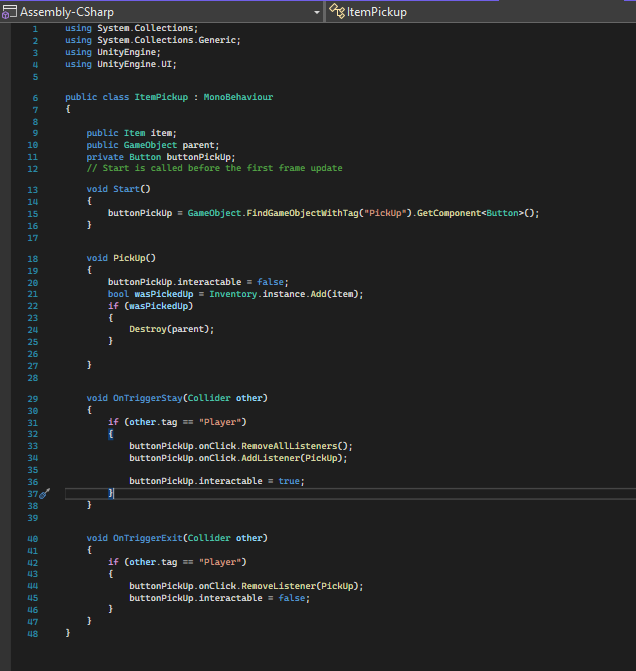 Assembly-CSharp ItemPickup
1 using System.Collections;
2 using System.Collections.Generic;
3 using UnityEngine;
4 using UnityEngine.UI;
5
6 public class ItemPickup : MonoBehaviour
7 {
8
9 public Item item;
10 public GameObject parent;
11 private Button buttonPickUp;
12 // Start is called before the first frame update
13 void Start()
14 {
15 buttonPickUp = GameObject.FindGameObjectWithTag("PickUp").GetComponent<Button>();
16 }
17
18 void PickUp()
19 {
20 buttonPickUp.interactable = false;
21 bool wasPickedUp = Inventory.instance.Add(item);
22 if (wasPickedUp)
23 {
24 Destroy(parent);
25 }
26
27 }
28
29 void OnTriggerStay(Collider other)
30 {
31 if (other.tag == "Player")
32 {
33 buttonPickUp.onClick.RemoveAllListeners();
34 buttonPickUp.onClick.AddListener(PickUp);
35
36 buttonPickUp.interactable = true;
37 }
38 }
39
40 void OnTriggerExit(Collider other)
41 {
42 if (other.tag == "Player")
43 {
44 buttonPickUp.onClick.RemoveListener(PickUp);
45 buttonPickUp.interactable = false;
46 }
47 }
48 }